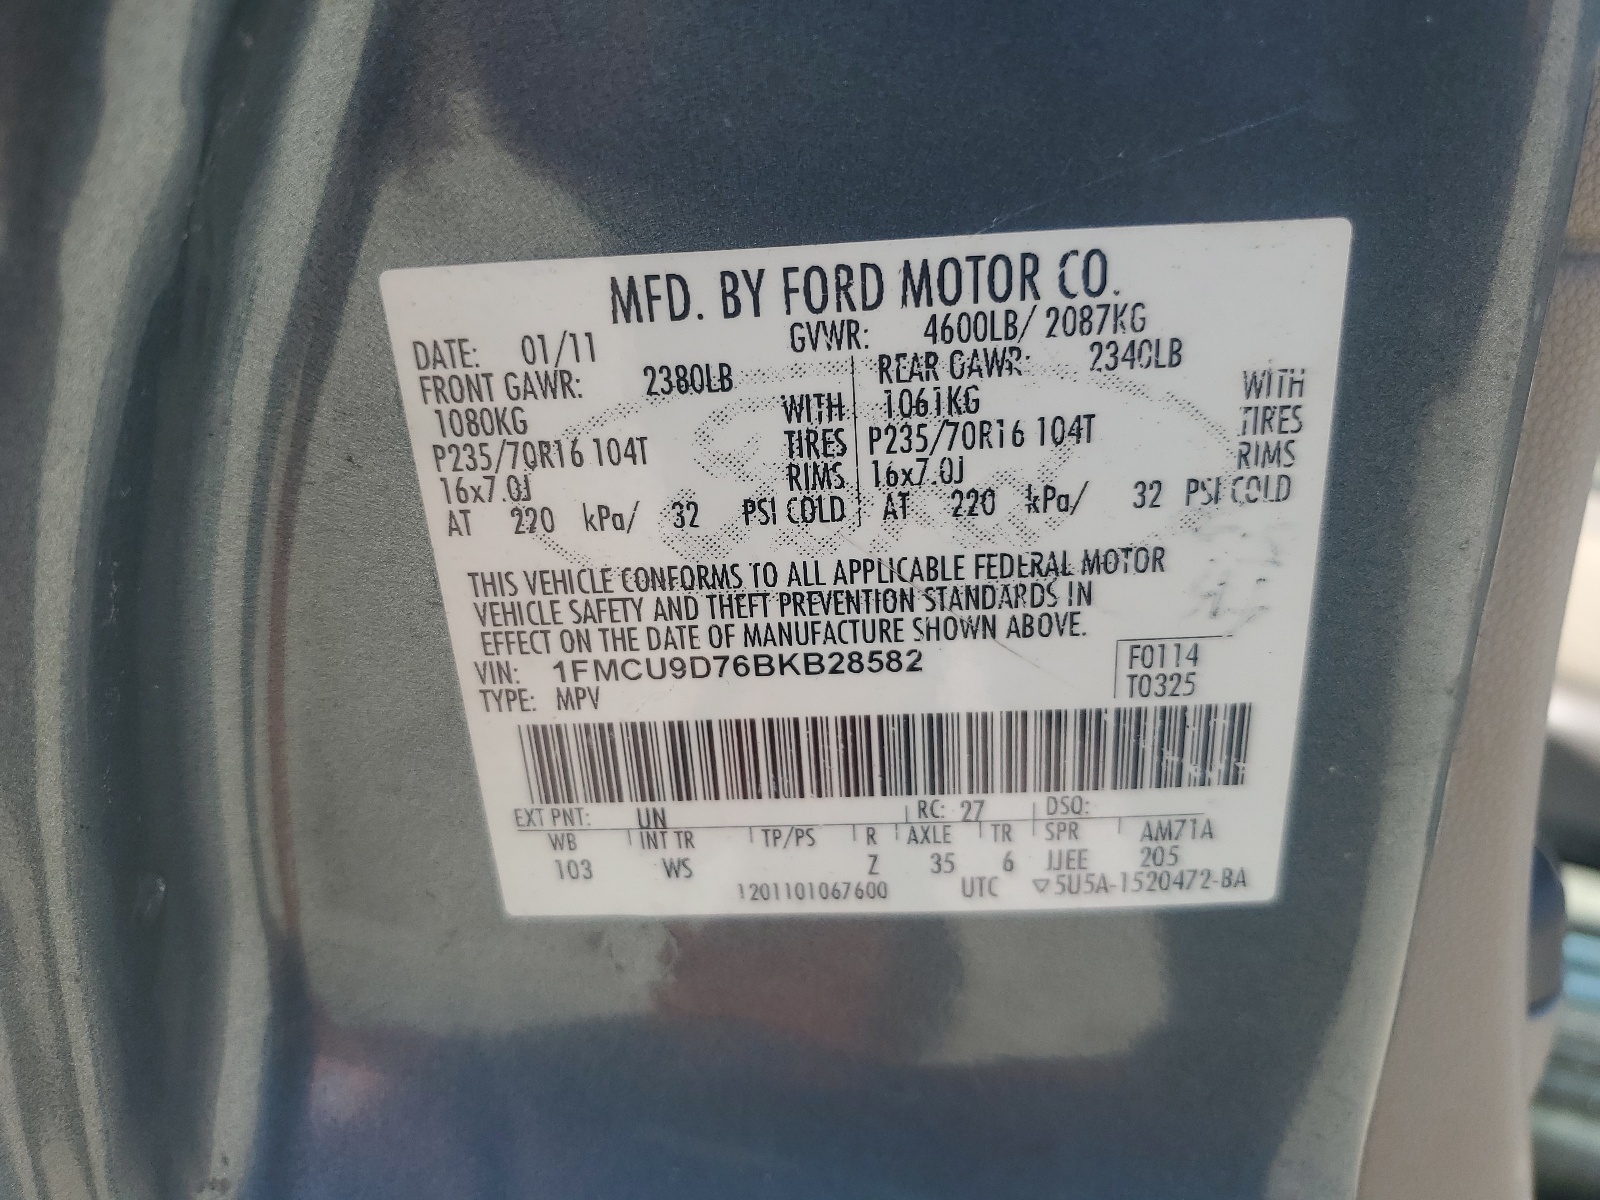 MFD. BY FORD MOTOR CO.
DATE: 01/11 GVWR: 4600LB/ 2087KG
FRONT GAWR: 2380LB REAR GAWR: 2340LB
1080KG WITH 1061KG WITH
P235/70R16 104T TIRES P235/70R16 104T TIRES
16x7.0J RIMS 16x7.0J RIMS
AT 220 kPa/ 32 PSI COLD AT 220 kPa/ 32 PSI COLD
THIS VEHICLE CONFORMS TO ALL APPLICABLE FEDERAL MOTOR
VEHICLE SAFETY AND THEFT PREVENTION STANDARDS IN
EFFECT ON THE DATE OF MANUFACTURE SHOWN ABOVE.
VIN: 1FMCU9D76BKB28582 F0114
TYPE: MPV T0325
EXT PNT: UN RC: 27 DSQ:
WB INT TR TP/PS R AXLE TR SPR AM71A
103 WS Z 35 6 JJEE 205
1201101067600 UTC ▽5U5A-1520472-BA